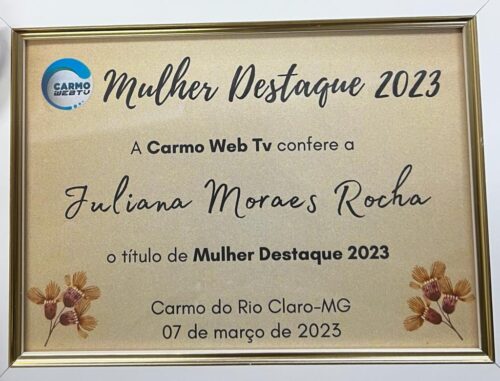 CARMO
WEBTV
Mulher Destaque 2023
A Carmo Web Tv confere a
Juliana Moraes Rocha
o título de Mulher Destaque 2023
Carmo do Rio Claro-MG
07 de março de 2023